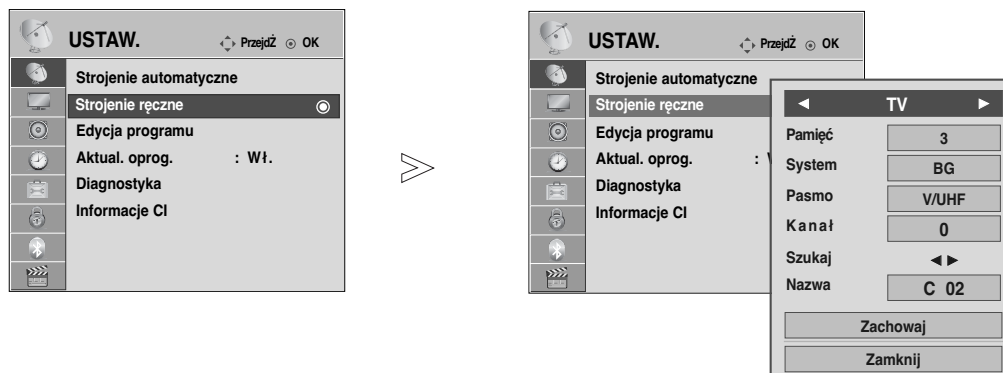 USTAW. PrzejdŹ OK
Strojenie automatyczne
Strojenie ręczne
Edycja programu
Aktual. oprog. : Wł.
Diagnostyka
Informacje CI
USTAW. PrzejdŹ OK
Strojenie automatyczne
Strojenie ręczne
Edycja programu
Aktual. oprog. :
Diagnostyka
Informacje CI
◄ TV ►
Pamięć 3
System BG
Pasmo V/UHF
Kanał 0
Szukaj ◄ ►
Nazwa C 02
Zachowaj
Zamknij